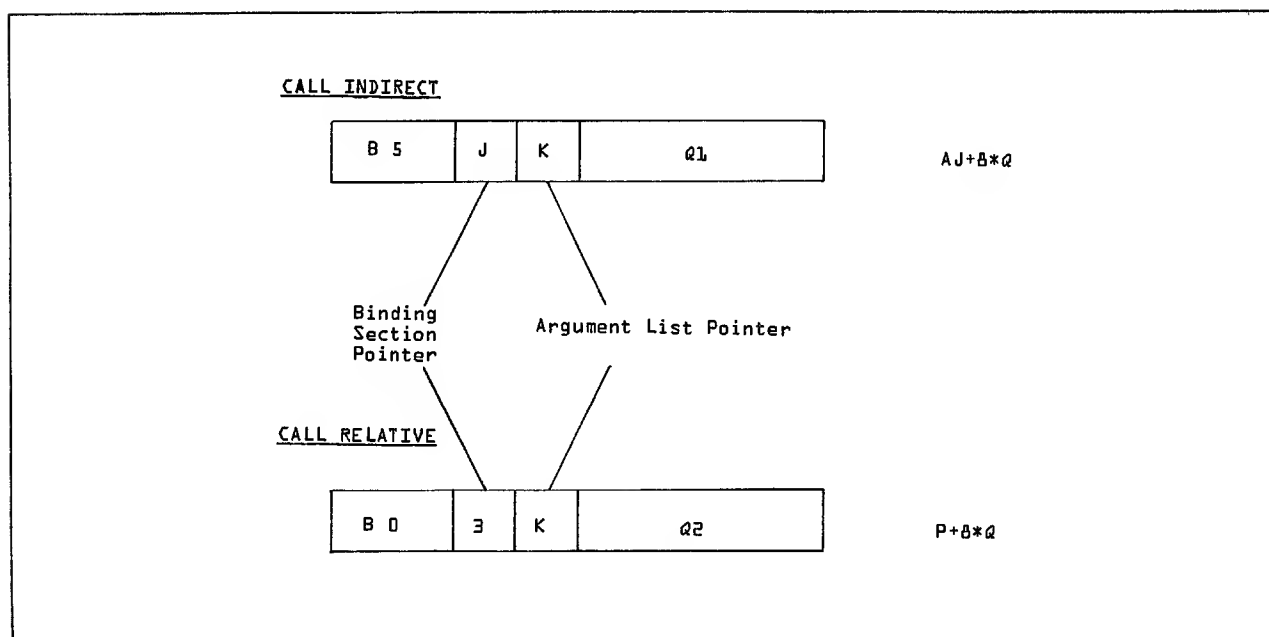 CALL INDIRECT
B 5 J K Q1 AJ+8*Q
Binding
Section
Pointer
Argument List Pointer
CALL RELATIVE
B 0 3 K Q2 P+8*Q